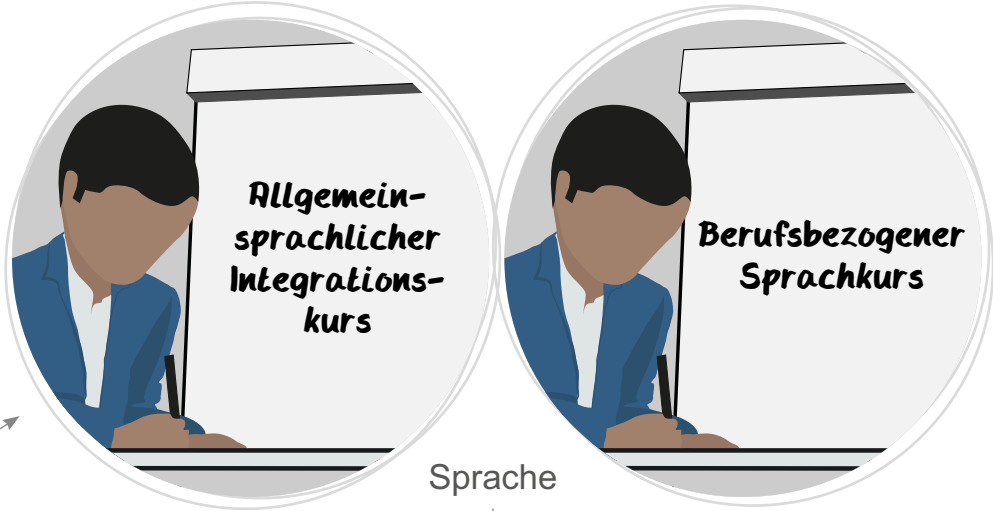 Allgemein-
sprachlicher
Integrations-
kurs
Berufsbezogener
Sprachkurs
Sprache